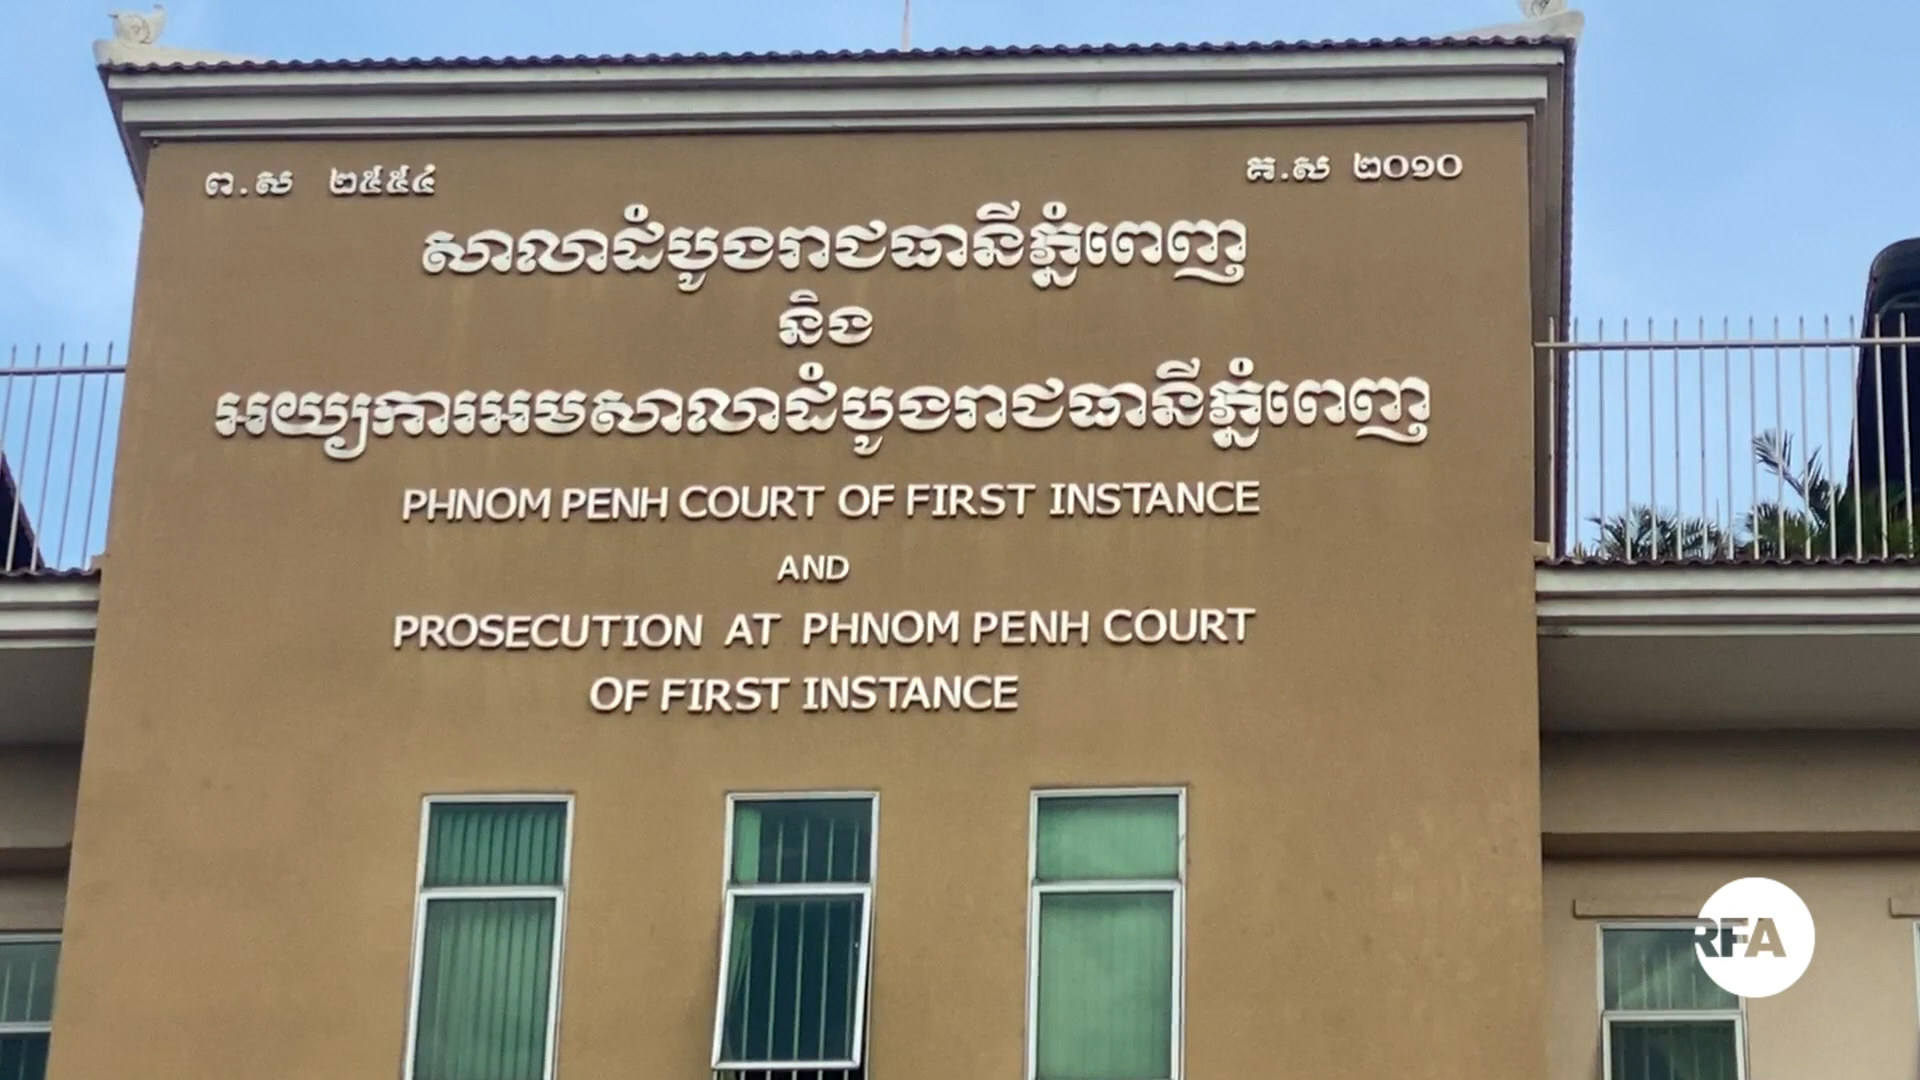 ព.ស ២៥៥៤ គ.ស ២០១០
សាលាដំបូងរាជធានីភ្នំពេញ
និង
អយ្យការអមសាលាដំបូងរាជធានីភ្នំពេញ
PHNOM PENH COURT OF FIRST INSTANCE
AND
PROSECUTION AT PHNOM PENH COURT
OF FIRST INSTANCE
RFA